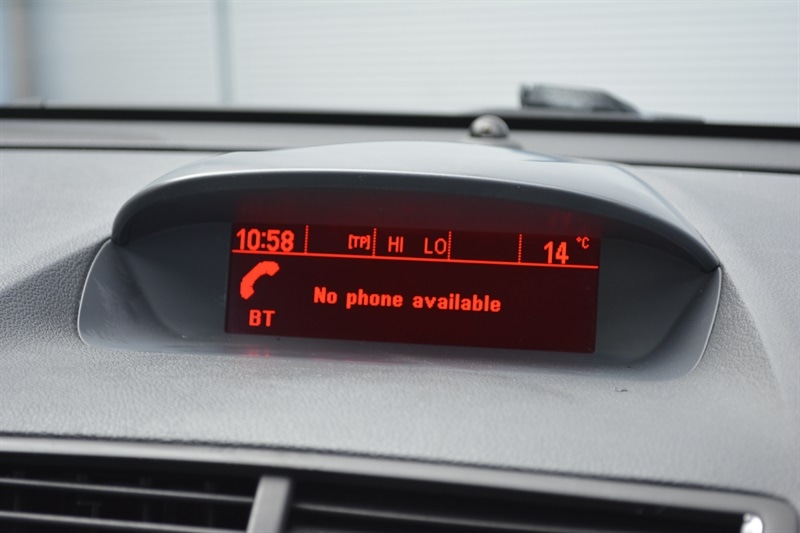 10:58 [TP] HI LO 14 °C
No phone available
BT